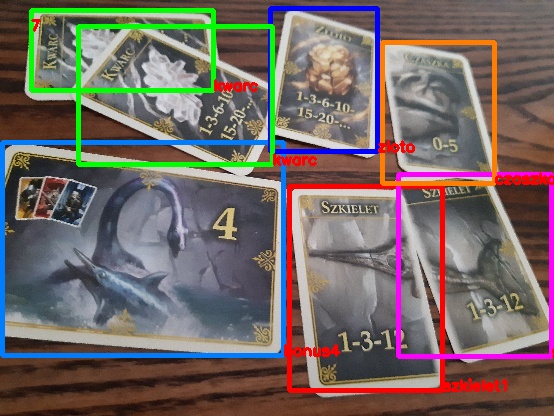 7
KWARC
KWARC
1-3-6-10-
15-20-...
kwarc
kwarc
ZŁOTO
1-3-6-10-
15-20-...
zloto
CZASZKA
0-5
4
bonus4
SZKIELET
1-3-12
szkielet1
SZKIELET
1-3-12